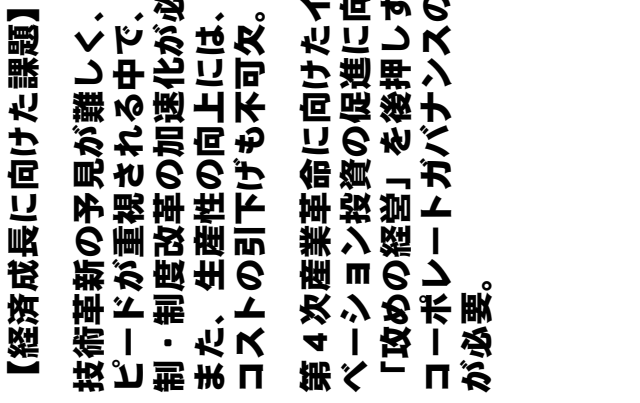 【経済成長に向けた課題】
技術革新の予見が難しく、
ピードが重視される中で、
制・制度改革の加速化が必
また、生産性の向上には、
コストの引下げも不可欠。
第４次産業革命に向けたイ
ベーション投資の促進に向
「攻めの経営」を後押しす
コーポレートガバナンスの
が必要。